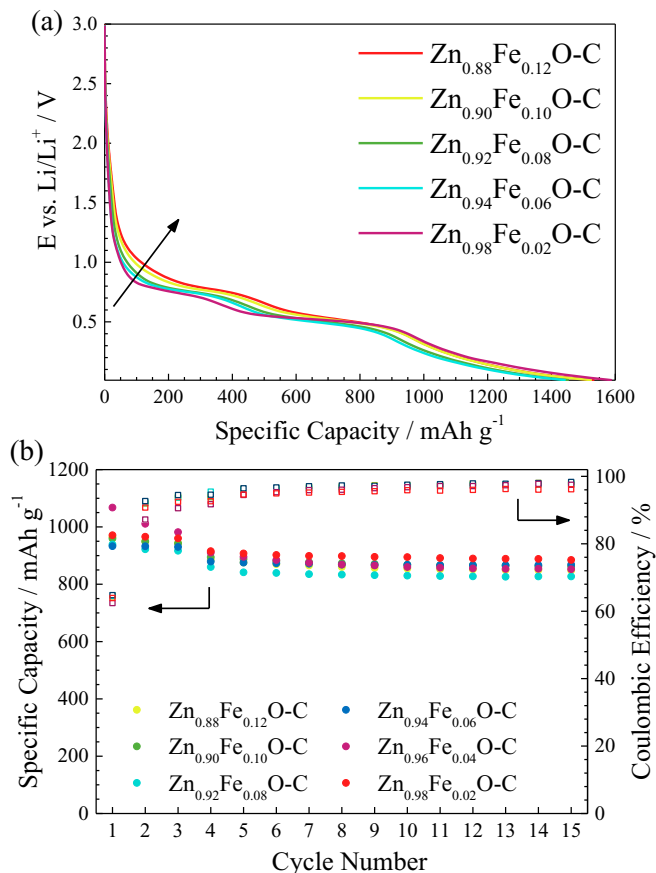 (a)
3.0
2.5
2.0
1.5
1.0
0.5
E vs. Li/Li⁺ / V
Zn₀.₈₈Fe₀.₁₂O-C
Zn₀.₉₀Fe₀.₁₀O-C
Zn₀.₉₂Fe₀.₀₈O-C
Zn₀.₉₄Fe₀.₀₆O-C
Zn₀.₉₈Fe₀.₀₂O-C
0 200 400 600 800 1000 1200 1400 1600
Specific Capacity / mAh g⁻¹
(b)
1200
1000
800
600
400
200
0
Specific Capacity / mAh g⁻¹
100
80
60
40
20
0
Coulombic Efficiency / %
Zn₀.₈₈Fe₀.₁₂O-C Zn₀.₉₄Fe₀.₀₆O-C
Zn₀.₉₀Fe₀.₁₀O-C Zn₀.₉₆Fe₀.₀₄O-C
Zn₀.₉₂Fe₀.₀₈O-C Zn₀.₉₈Fe₀.₀₂O-C
1 2 3 4 5 6 7 8 9 10 11 12 13 14 15
Cycle Number